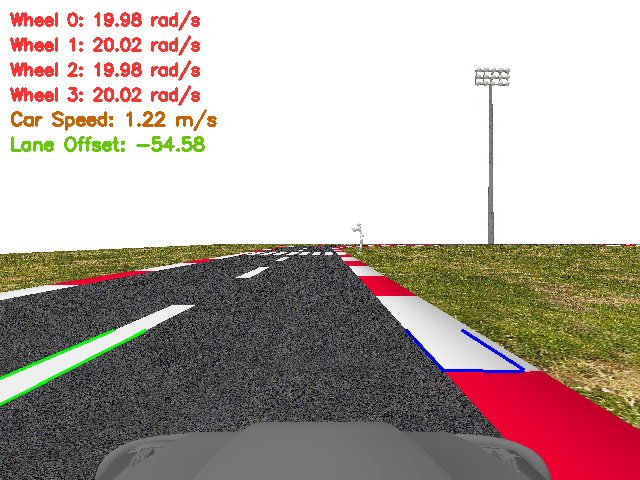 Wheel 0: 19.98 rad/s
Wheel 1: 20.02 rad/s
Wheel 2: 19.98 rad/s
Wheel 3: 20.02 rad/s
Car Speed: 1.22 m/s
Lane Offset: -54.58